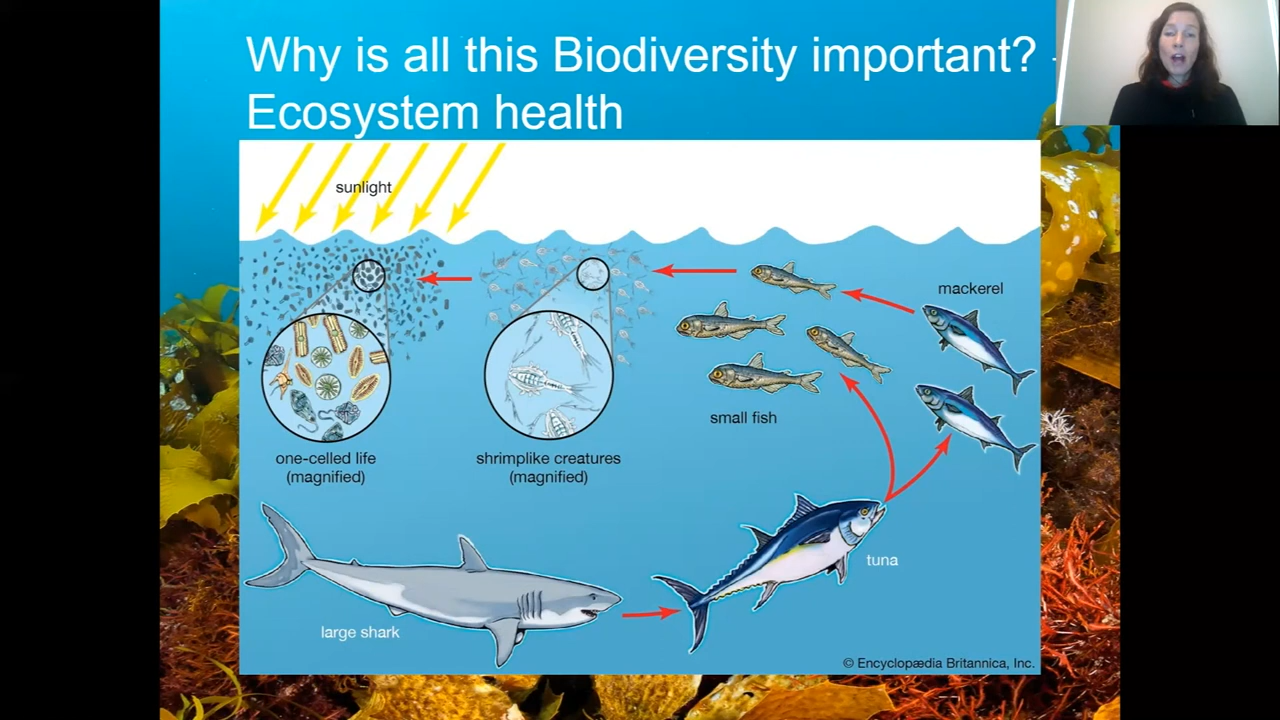 Why is all this Biodiversity important? -
Ecosystem health
sunlight
mackerel
small fish
one-celled life
(magnified)
shrimplike creatures
(magnified)
tuna
large shark
© Encyclopædia Britannica, Inc.